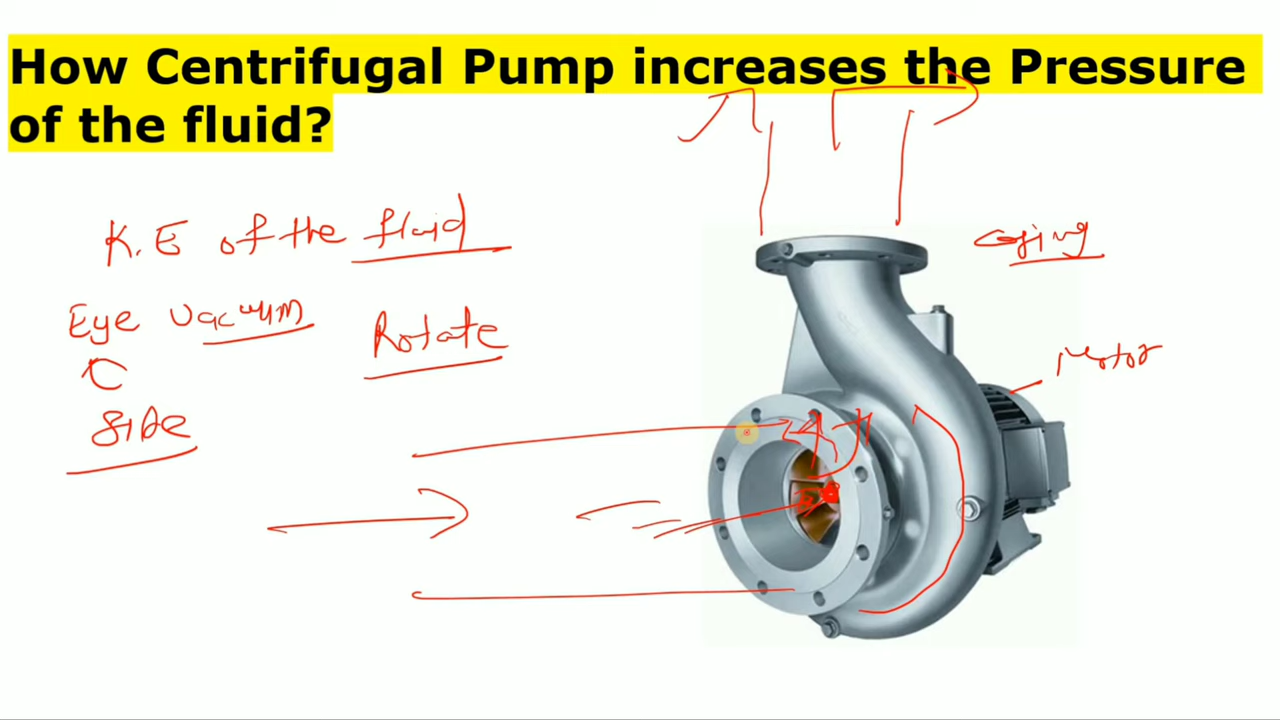 How Centrifugal Pump increases the Pressure
of the fluid?
K.E of the fluid
Casing
Eye vacuum
Rotate
Motor
Side